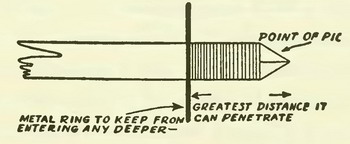 POINT OF PIC
METAL RING TO KEEP FROM
ENTERING ANY DEEPER—
GREATEST DISTANCE IT
CAN PENETRATE